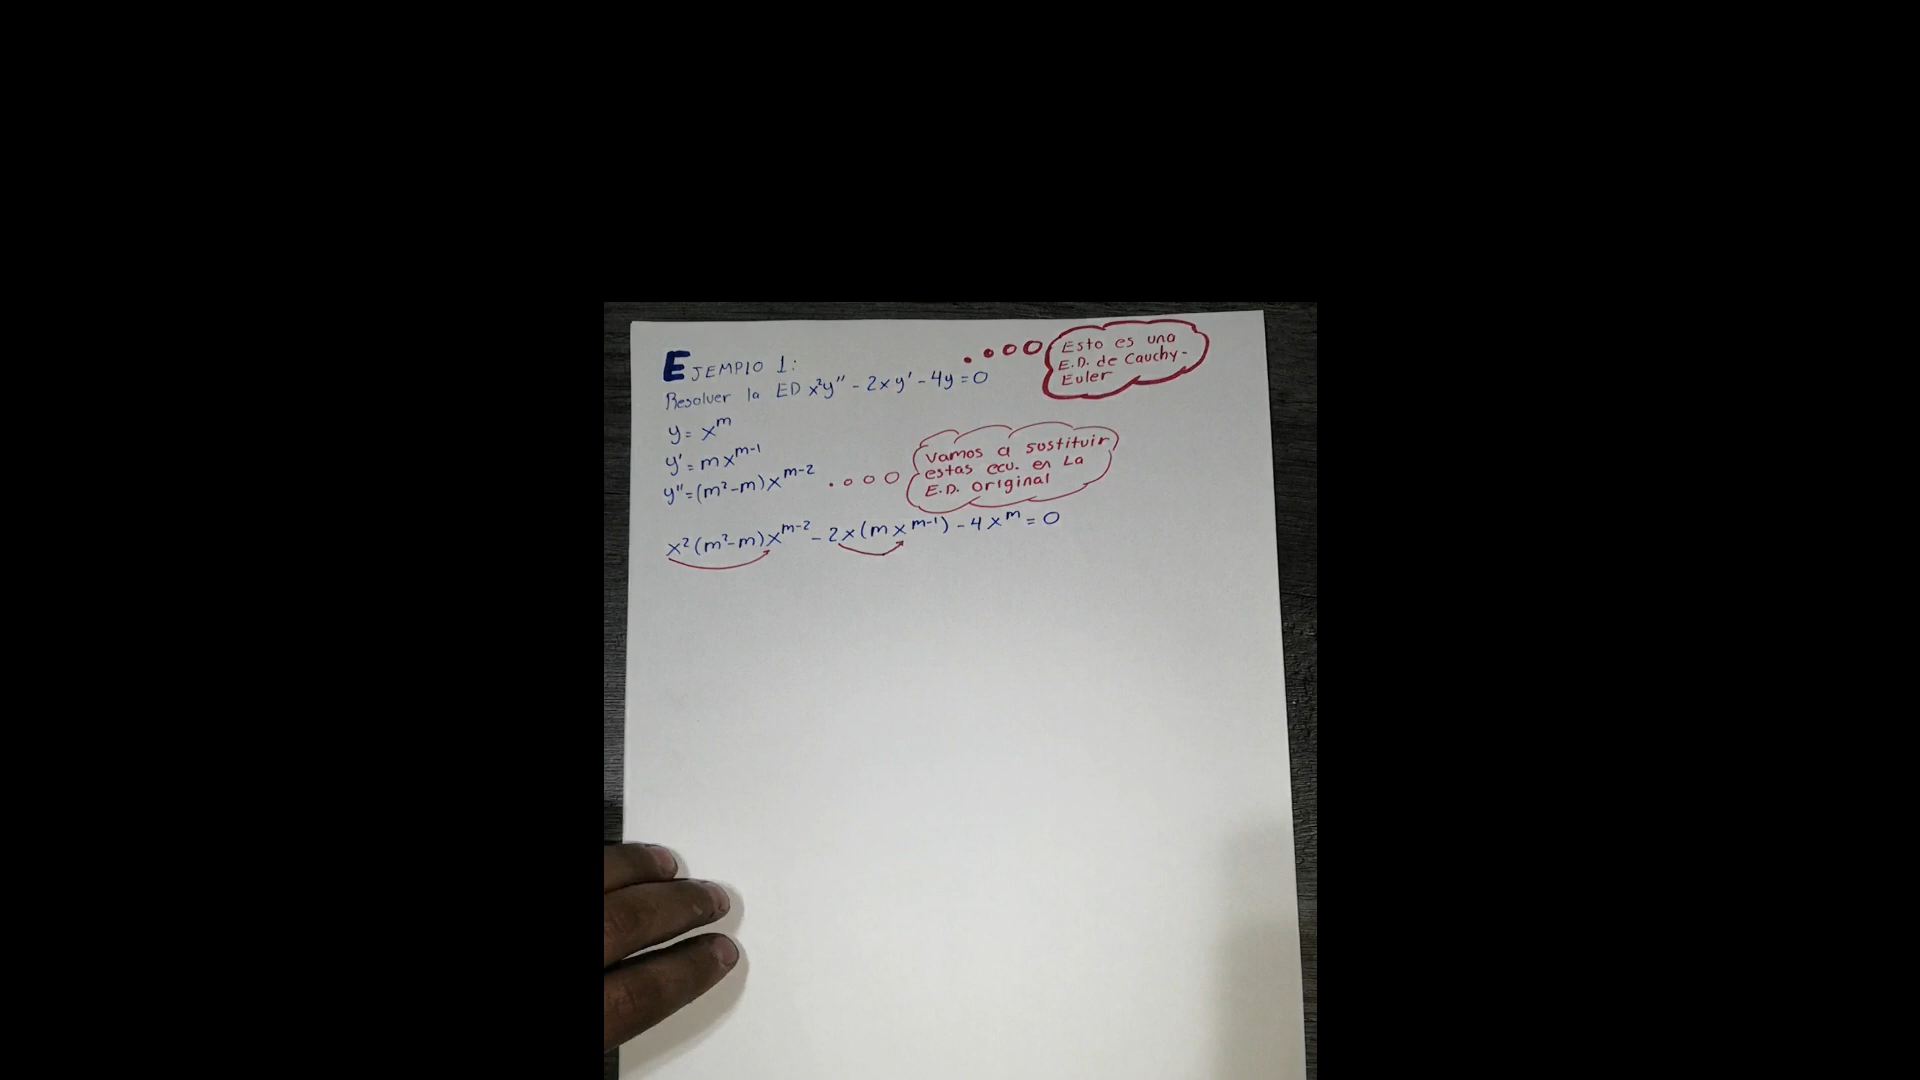 EJEMPlO 1:
Resolver la ED x²y'' - 2xy' - 4y = 0
Esto es una
E.D. de Cauchy-
Euler
y = x^m
y' = mx^{m-1}
y'' = (m²-m)x^{m-2}
Vamos a sustituir
estas ecu. en La
E.D. original
x²(m²-m)x^{m-2} - 2x(mx^{m-1}) - 4x^m = 0